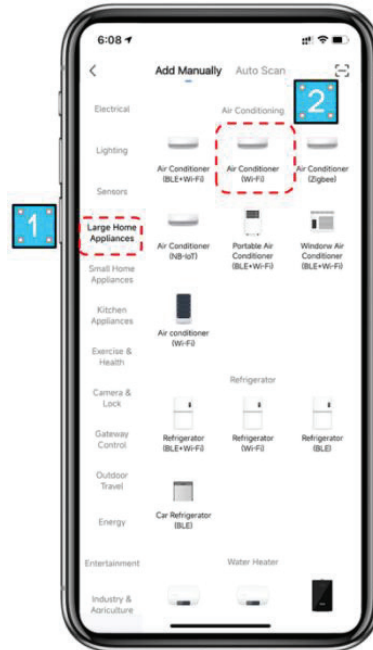 6:08
Add Manually Auto Scan
Electrical
Lighting
Sensors
1
Large Home
Appliances
Small Home
Appliances
Kitchen
Appliances
Exercise &
Health
Camera &
Lock
Gateway
Control
Outdoor
Travel
Energy
Entertainment
Industry &
Agriculture
Air Conditioning
2
Air Conditioner
(BLE+Wi-Fi)
Air Conditioner
(Wi-Fi)
Air Conditioner
(Zigbee)
Air Conditioner
(NB-IoT)
Portable Air
Conditioner
(BLE+Wi-Fi)
Window Air
Conditioner
(BLE+Wi-Fi)
Air conditioner
(Wi-Fi)
Refrigerator
Refrigerator
(BLE+Wi-Fi)
Refrigerator
(Wi-Fi)
Refrigerator
(BLE)
Car Refrigerator
(BLE)
Water Heater